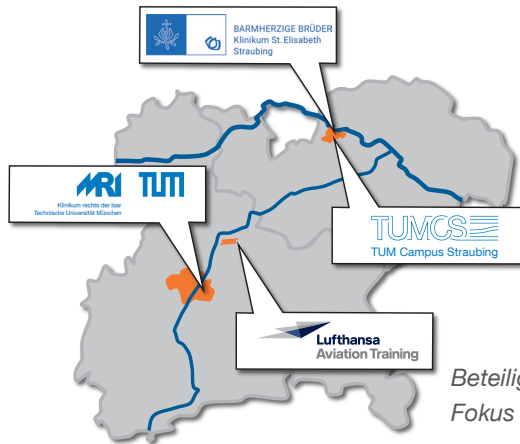 BARMHERZIGE BRÜDER
Klinikum St. Elisabeth
Straubing
MRI TUM
Klinikum rechts der Isar
Technische Universität München
TUMCS
TUM Campus Straubing
Lufthansa
Aviation Training
Beteilig
Fokus